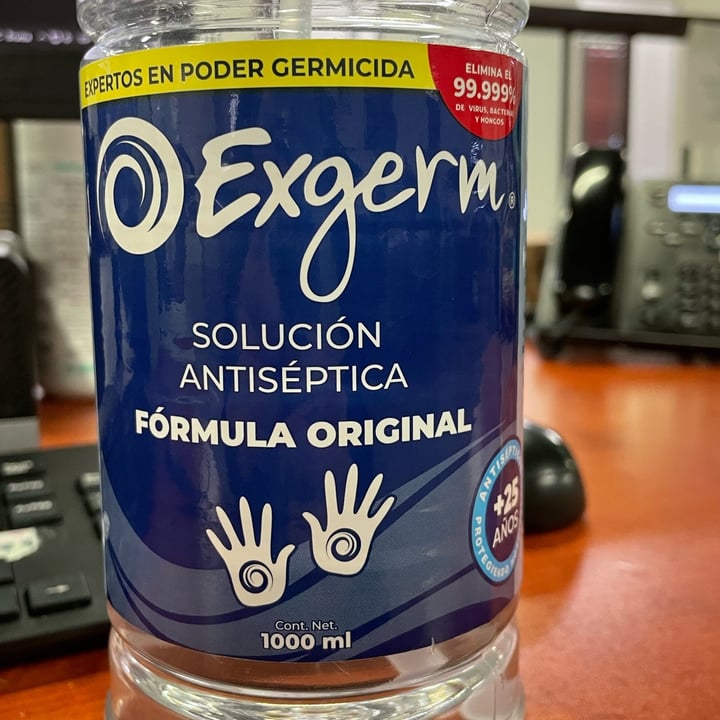 EXPERTOS EN PODER GERMICIDA
ELIMINA EL
99.999%
DE VIRUS, BACTERIAS
Y HONGOS
Exgerm®
SOLUCIÓN
ANTISÉPTICA
FÓRMULA ORIGINAL
+25
AÑOS
PROTEGIENDO
Cont. Net.
1000 ml